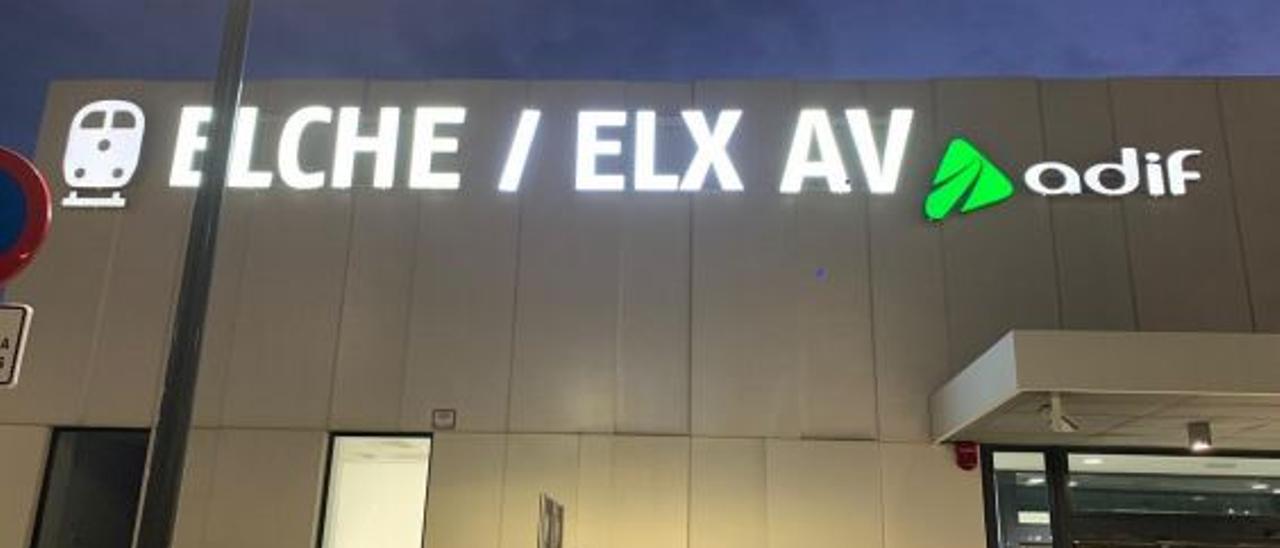 ELCHE / ELX AV adif